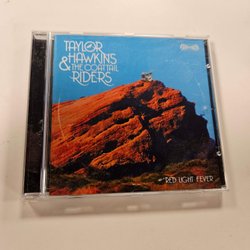 TAYLOR
HAWKINS
& THE COATTAIL
RIDERS
RED LIGHT FEVER